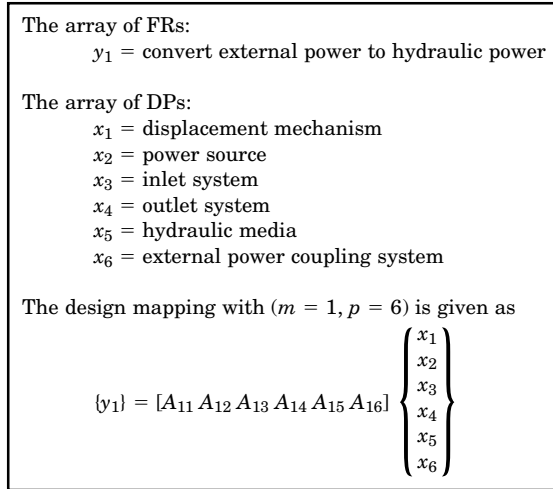 The array of FRs:
y₁ = convert external power to hydraulic power
The array of DPs:
x₁ = displacement mechanism
x₂ = power source
x₃ = inlet system
x₄ = outlet system
x₅ = hydraulic media
x₆ = external power coupling system
The design mapping with (m = 1, p = 6) is given as
{y₁} = [A₁₁ A₁₂ A₁₃ A₁₄ A₁₅ A₁₆] { x₁ x₂ x₃ x₄ x₅ x₆ }